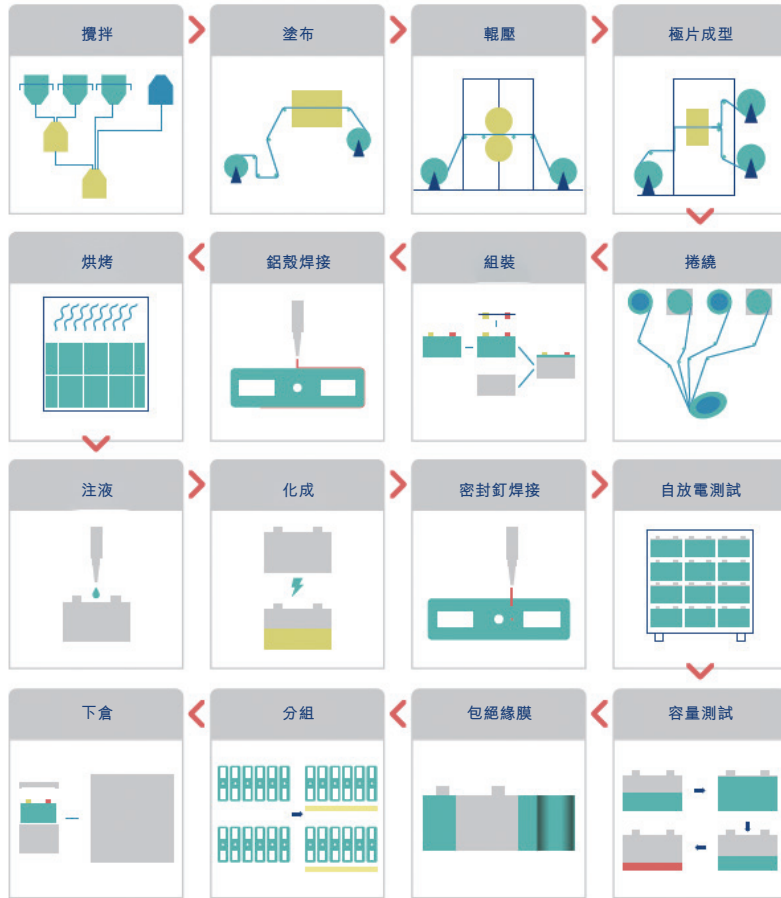 攪拌
塗布
輥壓
極片成型
烘烤
鋁殼焊接
組裝
捲繞
注液
化成
密封釘焊接
自放電測試
下倉
分組
包絕緣膜
容量測試